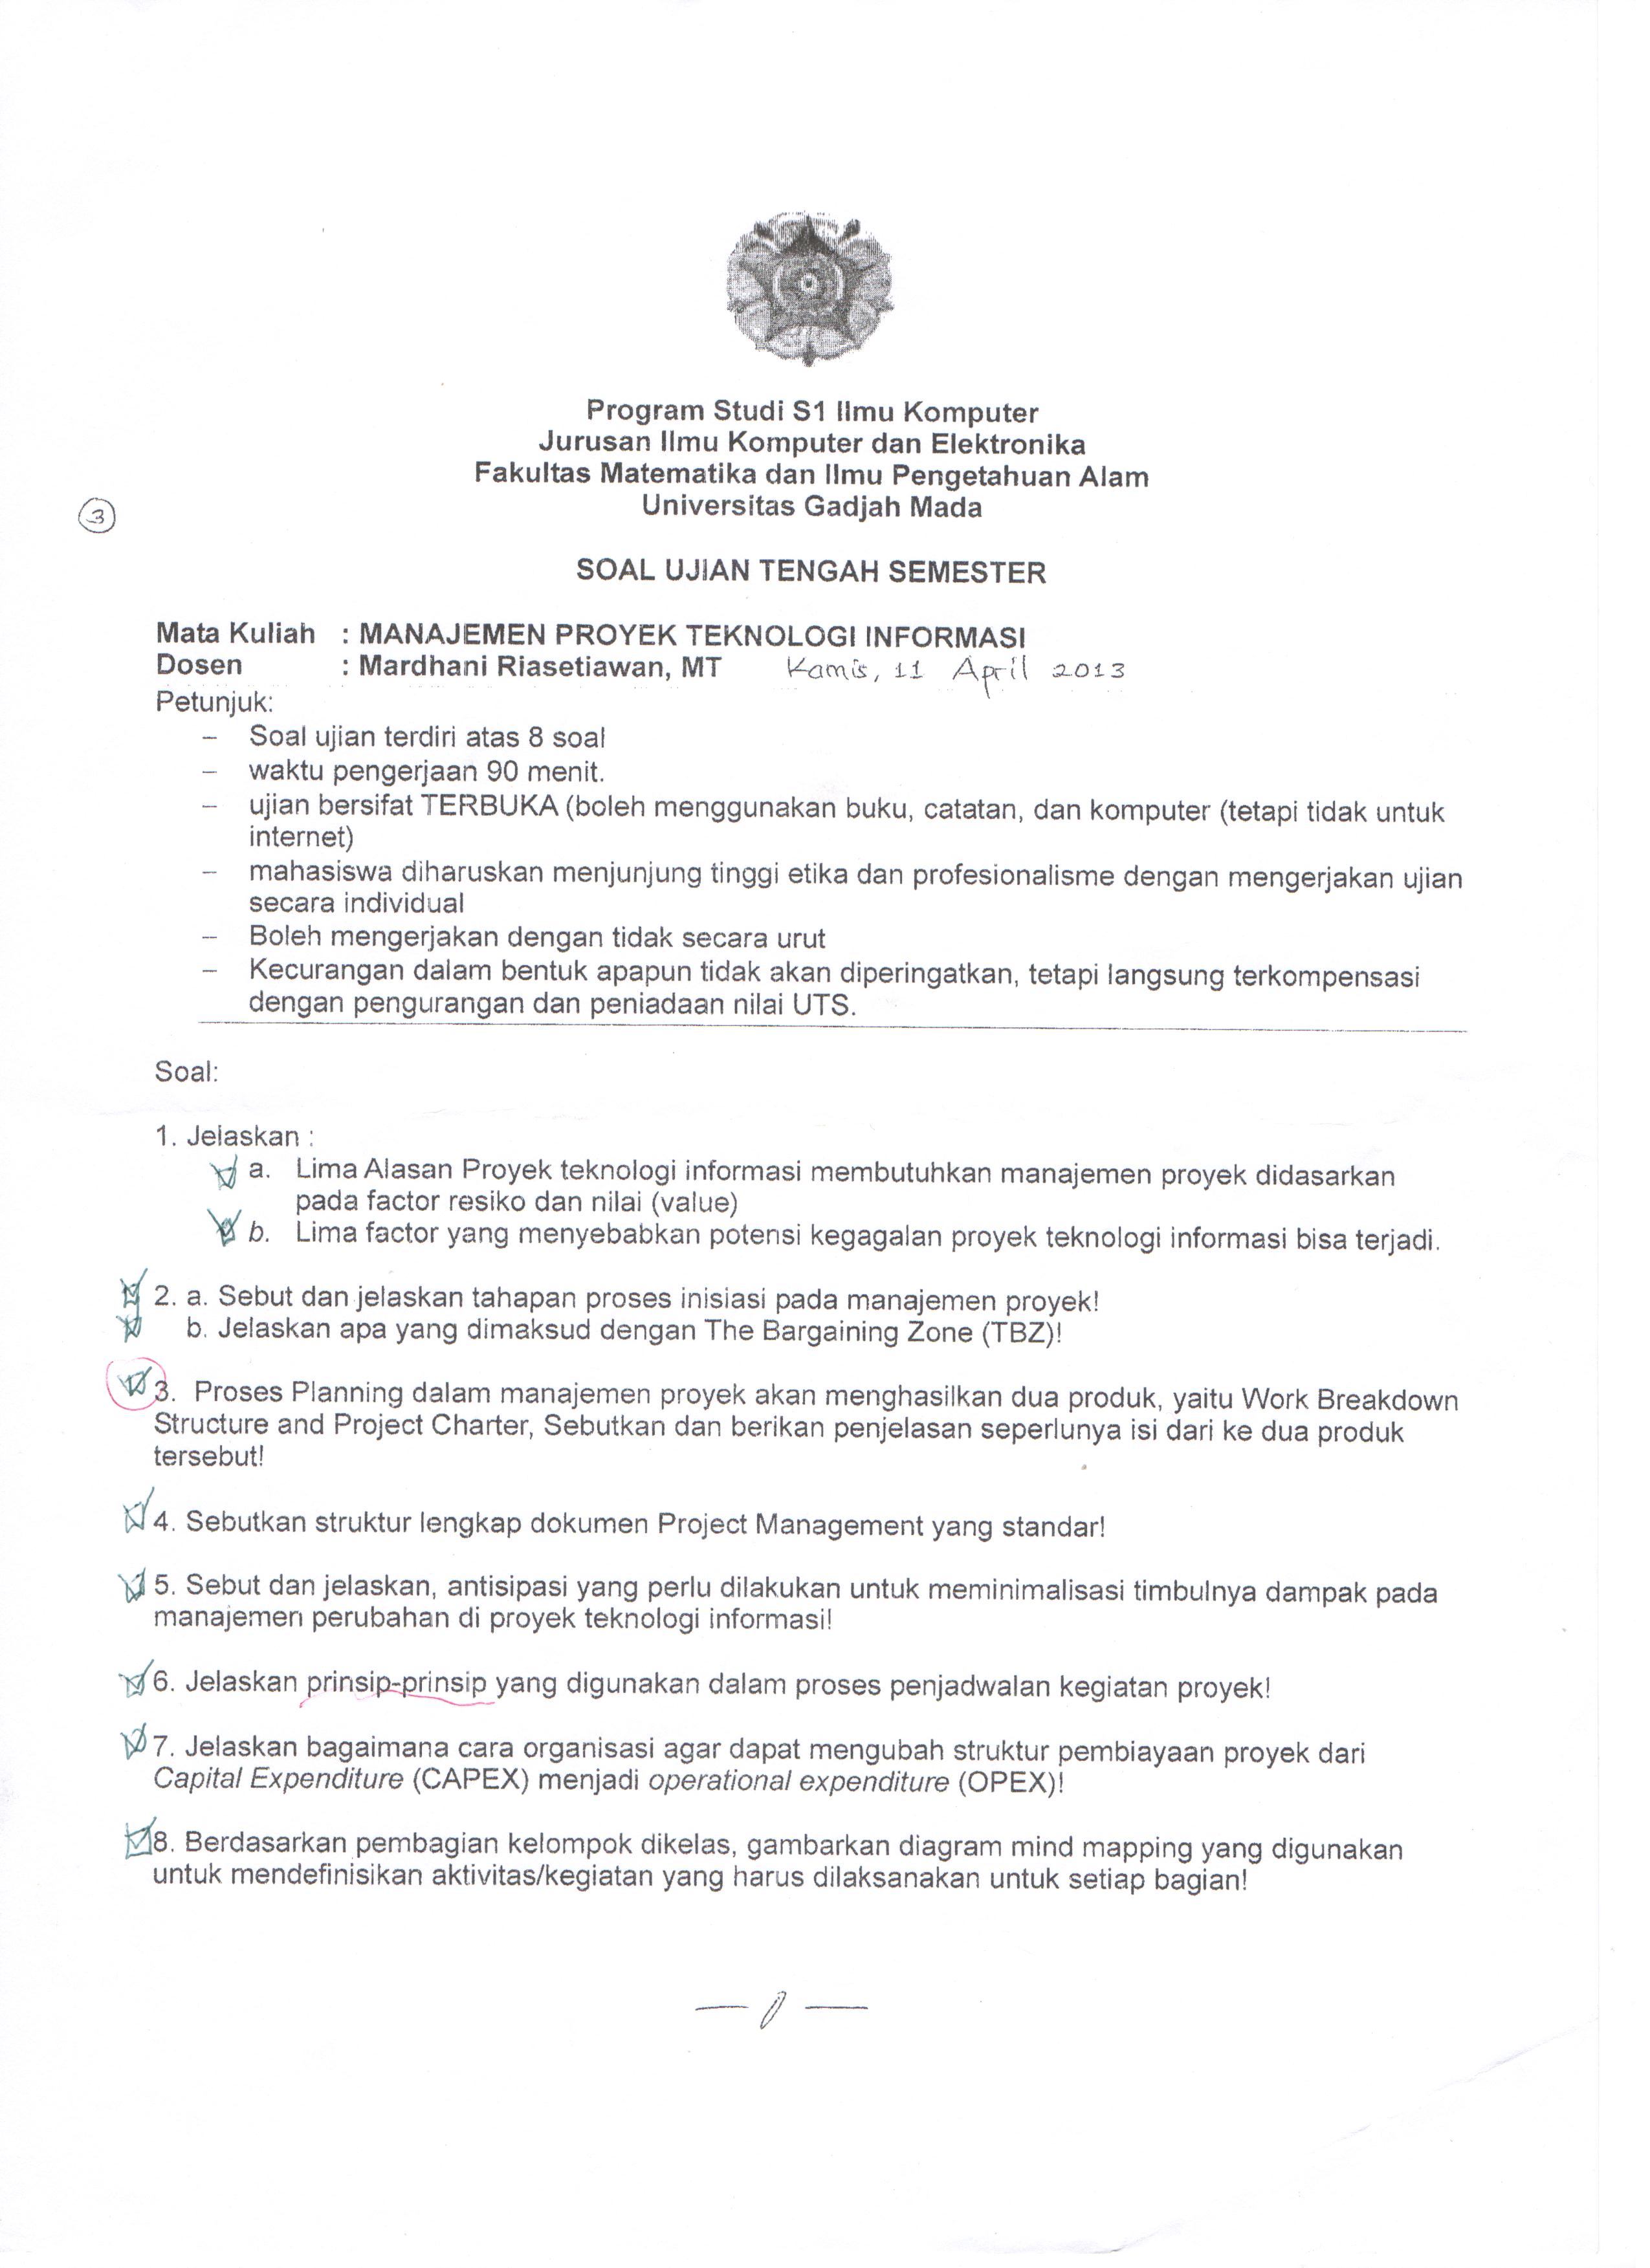 Program Studi S1 Ilmu Komputer
Jurusan Ilmu Komputer dan Elektronika
Fakultas Matematika dan Ilmu Pengetahuan Alam
Universitas Gadjah Mada
3
SOAL UJIAN TENGAH SEMESTER
Mata Kuliah : MANAJEMEN PROYEK TEKNOLOGI INFORMASI
Dosen : Mardhani Riasetiawan, MT Kamis, 11 April 2013
Petunjuk:
– Soal ujian terdiri atas 8 soal
– waktu pengerjaan 90 menit.
– ujian bersifat TERBUKA (boleh menggunakan buku, catatan, dan komputer (tetapi tidak untuk
internet)
– mahasiswa diharuskan menjunjung tinggi etika dan profesionalisme dengan mengerjakan ujian
secara individual
– Boleh mengerjakan dengan tidak secara urut
– Kecurangan dalam bentuk apapun tidak akan diperingatkan, tetapi langsung terkompensasi
dengan pengurangan dan peniadaan nilai UTS.
Soal:
1. Jelaskan :
a. Lima Alasan Proyek teknologi informasi membutuhkan manajemen proyek didasarkan
pada factor resiko dan nilai (value)
b. Lima factor yang menyebabkan potensi kegagalan proyek teknologi informasi bisa terjadi.
2. a. Sebut dan jelaskan tahapan proses inisiasi pada manajemen proyek!
b. Jelaskan apa yang dimaksud dengan The Bargaining Zone (TBZ)!
3. Proses Planning dalam manajemen proyek akan menghasilkan dua produk, yaitu Work Breakdown
Structure and Project Charter, Sebutkan dan berikan penjelasan seperlunya isi dari ke dua produk
tersebut!
4. Sebutkan struktur lengkap dokumen Project Management yang standar!
5. Sebut dan jelaskan, antisipasi yang perlu dilakukan untuk meminimalisasi timbulnya dampak pada
manajemen perubahan di proyek teknologi informasi!
6. Jelaskan prinsip-prinsip yang digunakan dalam proses penjadwalan kegiatan proyek!
7. Jelaskan bagaimana cara organisasi agar dapat mengubah struktur pembiayaan proyek dari
Capital Expenditure (CAPEX) menjadi operational expenditure (OPEX)!
8. Berdasarkan pembagian kelompok dikelas, gambarkan diagram mind mapping yang digunakan
untuk mendefinisikan aktivitas/kegiatan yang harus dilaksanakan untuk setiap bagian!
— 0 —